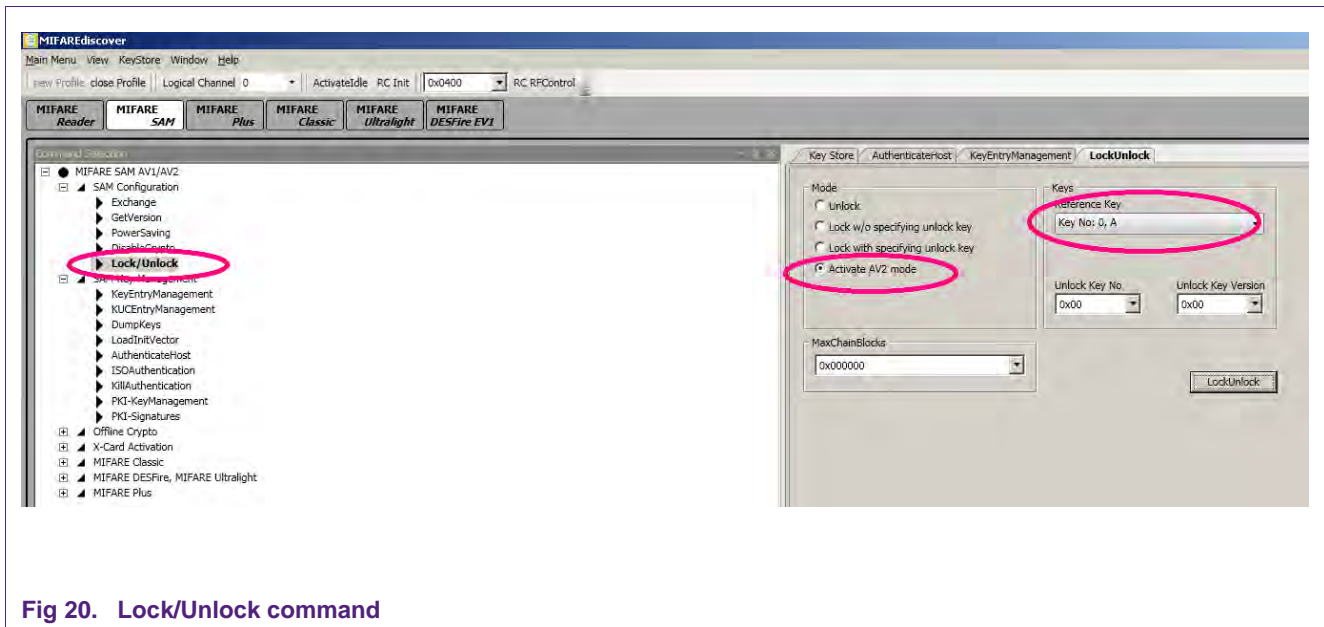 MIFAREdiscover
Main Menu View KeyStore Window Help
new Profile close Profile Logical Channel 0 ActivateIdle RC Init 0x0400 RC RFControl
MIFARE Reader MIFARE SAM MIFARE Plus MIFARE Classic MIFARE Ultralight MIFARE DESFire EV1
Command Selection
Key Store AuthenticateHost KeyEntryManagement LockUnlock
MIFARE SAM AV1/AV2
SAM Configuration
Exchange
GetVersion
PowerSaving
DisableCrypto
Lock/Unlock
SAM Key Management
KeyEntryManagement
KUCEntryManagement
DumpKeys
LoadInitVector
AuthenticateHost
ISOAuthentication
KillAuthentication
PKI-KeyManagement
PKI-Signatures
Offline Crypto
X-Card Activation
MIFARE Classic
MIFARE DESFire, MIFARE Ultralight
MIFARE Plus
Mode
Unlock
Lock w/o specifying unlock key
Lock with specifying unlock key
Activate AV2 mode
Keys
Reference Key
Key No: 0, A
Unlock Key No. Unlock Key Version
0x00 0x00
MaxChainBlocks
0x000000
LockUnlock
Fig 20. Lock/Unlock command